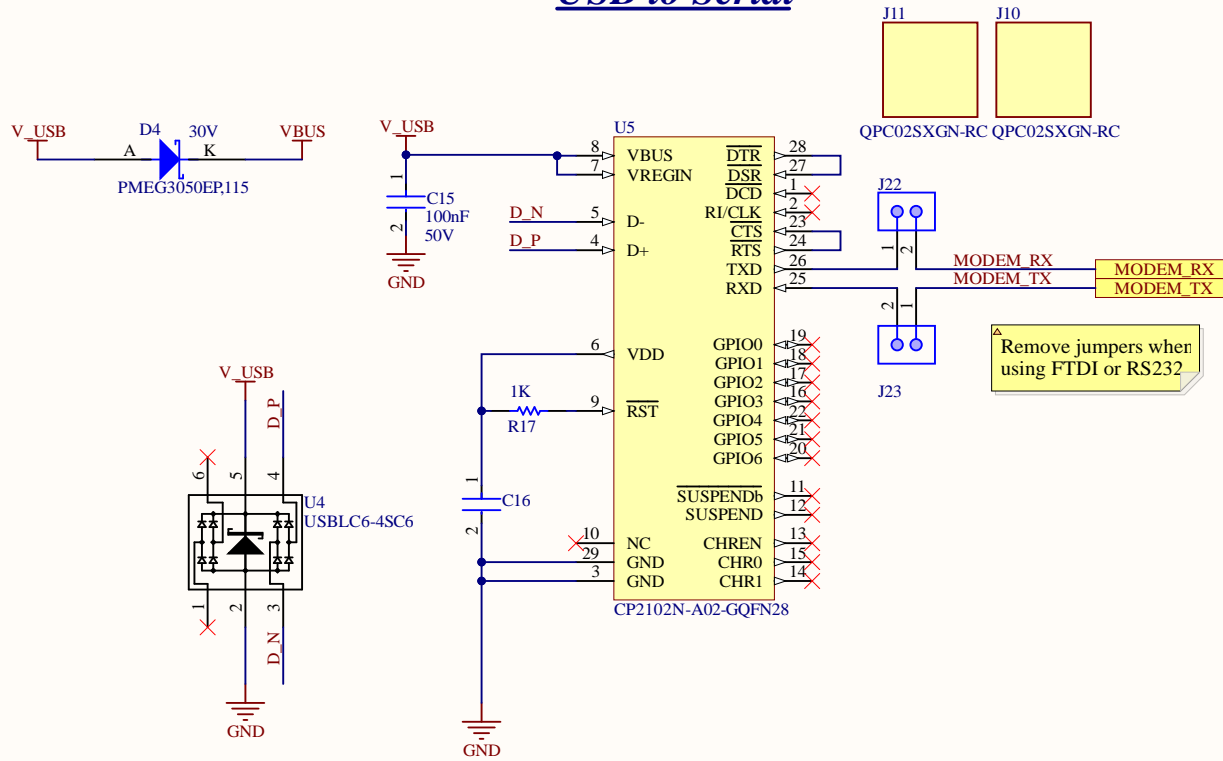 USB to Serial
J11
J10
QPC02SXGN-RC
QPC02SXGN-RC
V_USB
D4
30V
VBUS
A
K
PMEG3050EP,115
V_USB
1
C15
100nF
50V
2
GND
D_N
D_P
U5
8
VBUS
7
VREGIN
5
D-
4
D+
6
VDD
9
RST
10
NC
29
GND
3
GND
DTR
28
DSR
27
DCD
1
RI/CLK
2
CTS
23
RTS
24
TXD
26
RXD
25
GPIO0
19
GPIO1
18
GPIO2
17
GPIO3
16
GPIO4
22
GPIO5
21
GPIO6
20
SUSPENDb
11
SUSPEND
12
CHREN
13
CHR0
15
CHR1
14
CP2102N-A02-GQFN28
J22
1
2
MODEM_RX
MODEM_RX
MODEM_TX
MODEM_TX
2
1
J23
Remove jumpers when
using FTDI or RS232
1K
R17
1
C16
2
GND
V_USB
D_P
6
5
4
U4
USBLC6-4SC6
1
2
3
D_N
GND